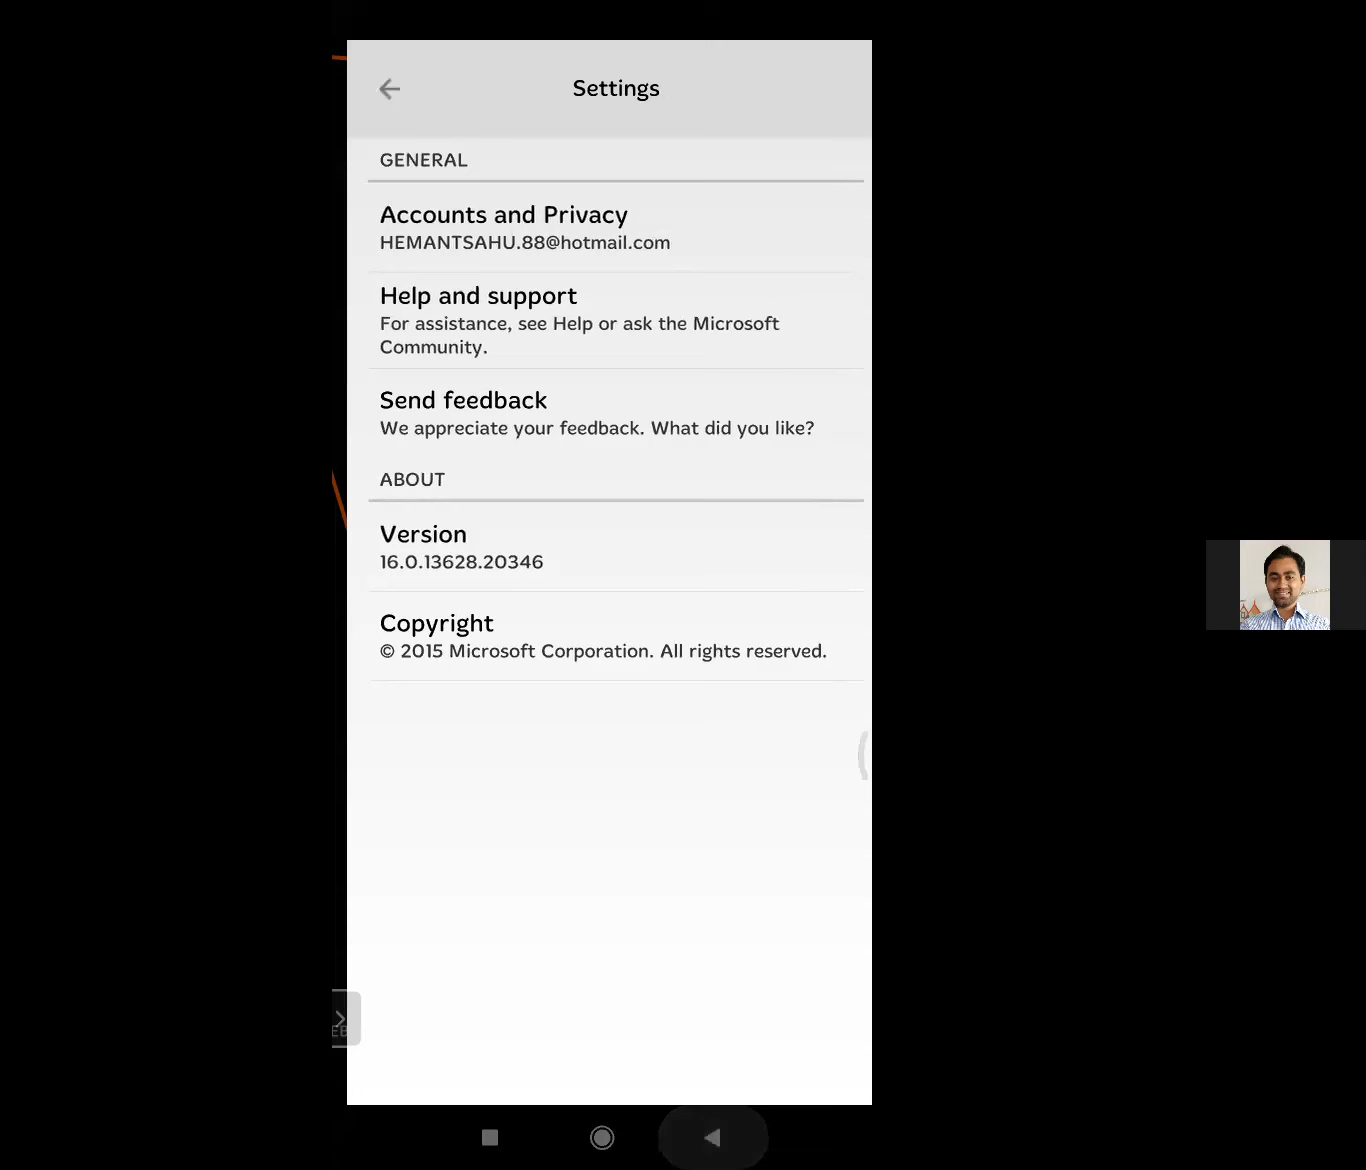 Settings
GENERAL
Accounts and Privacy
HEMANTSAHU.88@hotmail.com
Help and support
For assistance, see Help or ask the Microsoft
Community.
Send feedback
We appreciate your feedback. What did you like?
ABOUT
Version
16.0.13628.20346
Copyright
© 2015 Microsoft Corporation. All rights reserved.
EB